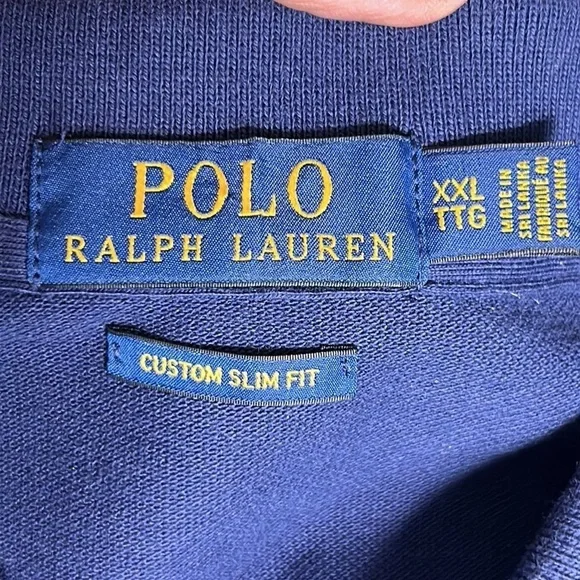 POLO
RALPH LAUREN
XXL
TTG
MADE IN
SRI LANKA
FABRIQUÉ AU
SRI LANKA
CUSTOM SLIM FIT